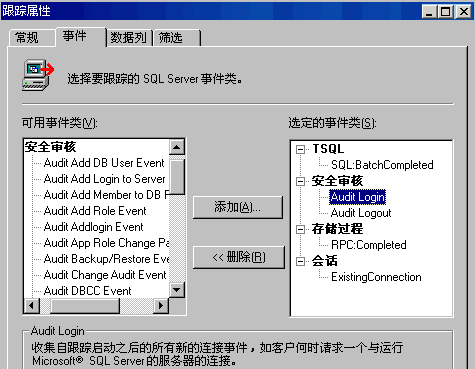 跟踪属性
常规 事件 数据列 筛选
选择要跟踪的 SQL Server 事件类。
可用事件类(V):
安全审核
Audit Add DB User Event
Audit Add Login to Server
Audit Add Member to DB F
Audit Add Role Event
Audit Addlogin Event
Audit App Role Change Pa
Audit Backup/Restore Eve
Audit Change Audit Event
Audit DBCC Event
添加(A)...
<< 删除(R)
选定的事件类(S):
TSQL
SQL:BatchCompleted
安全审核
Audit Login
Audit Logout
存储过程
RPC:Completed
会话
ExistingConnection
Audit Login
收集自跟踪启动之后的所有新的连接事件，如客户何时请求一个与运行
Microsoft® SQL Server的服务器的连接。